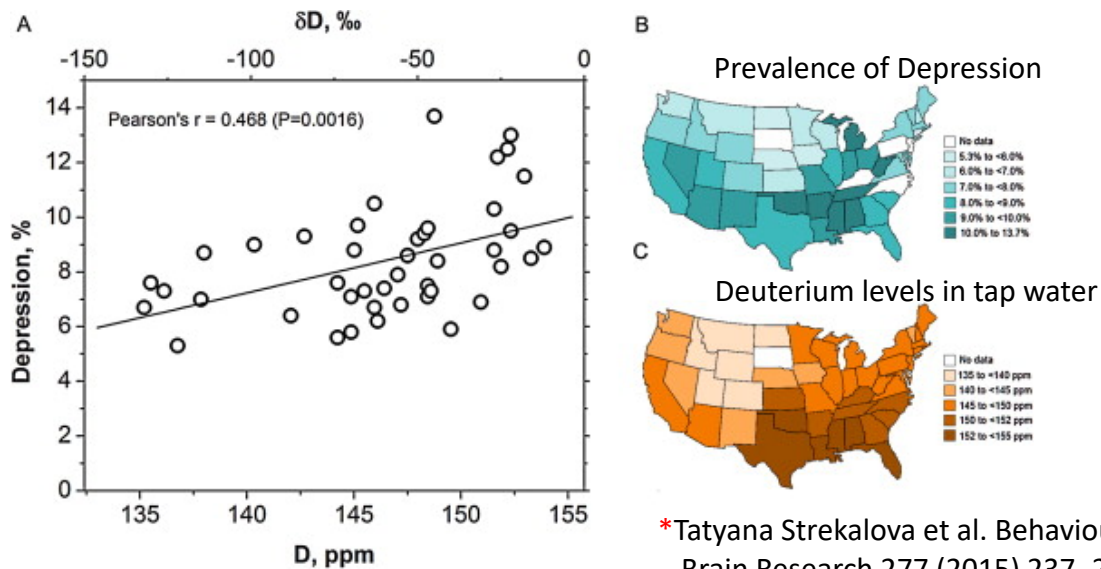 A
δD, ‰
-150
-100
-50
0
Pearson's r = 0.468 (P=0.0016)
14
12
10
8
6
4
2
0
Depression, %
135
140
145
150
155
D, ppm
B
Prevalence of Depression
No data
5.3% to <6.0%
6.0% to <7.0%
7.0% to <8.0%
8.0% to <9.0%
9.0% to <10.0%
10.0% to 13.7%
C
Deuterium levels in tap water
No data
135 to <140 ppm
140 to <145 ppm
145 to <150 ppm
150 to <152 ppm
152 to <155 ppm
*Tatyana Strekalova et al. Behaviou
Brain Research 277 (2015) 237-2